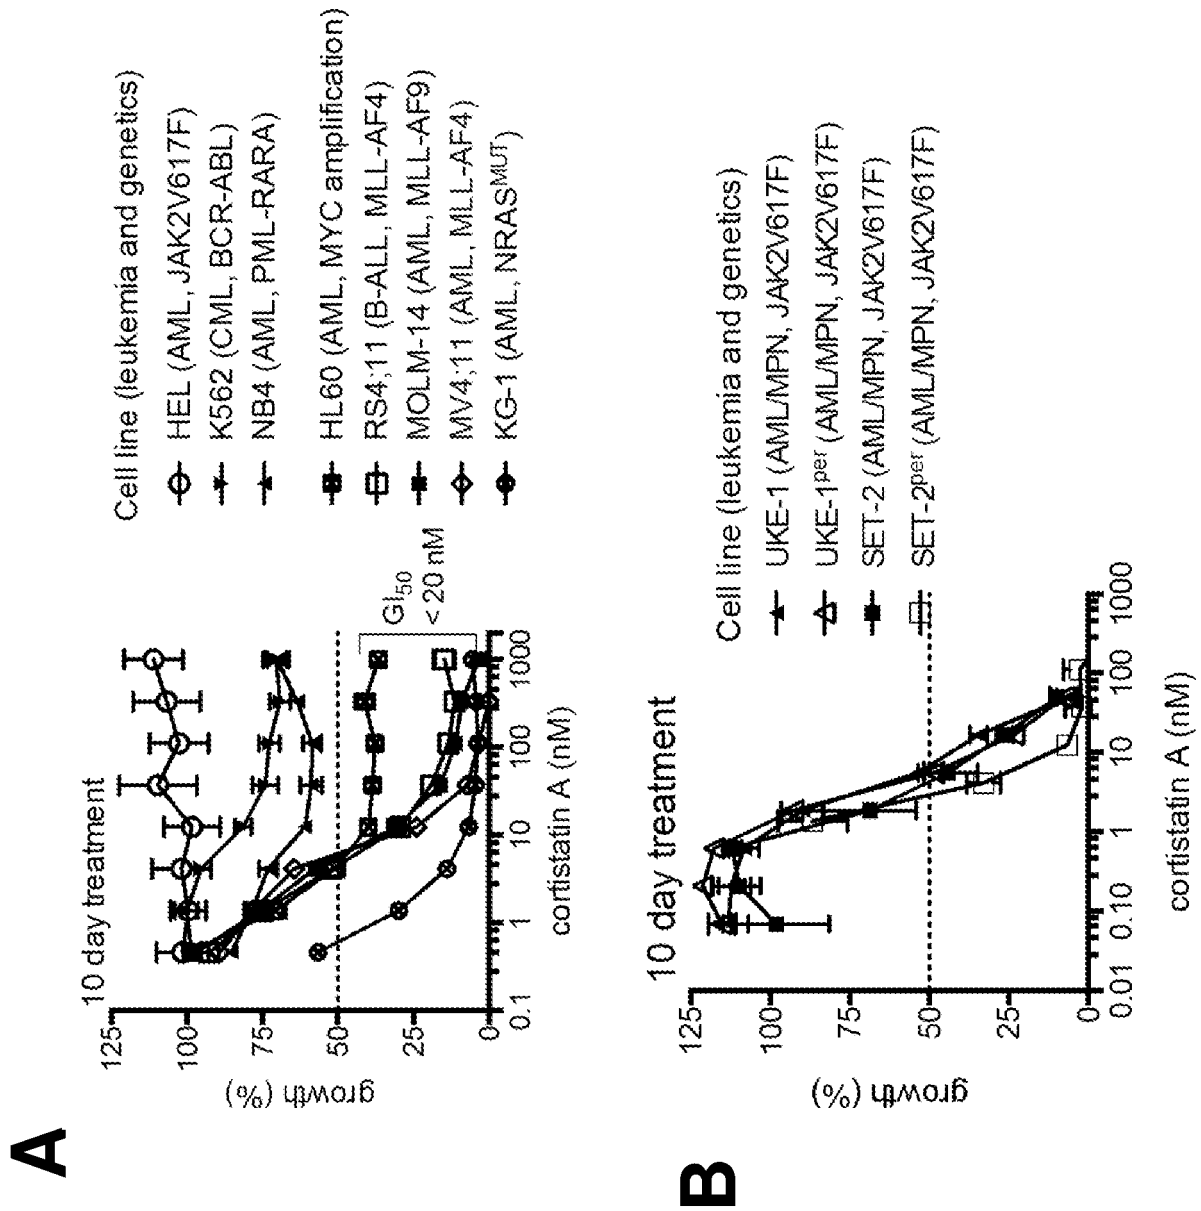 A
10 day treatment
growth (%)
125
100
75
50
25
0
0.1
1
10
100
1000
cortistatin A (nM)
GI50
<20 nM
Cell line (leukemia and genetics)
HEL (AML, JAK2V617F)
K562 (CML, BCR-ABL)
NB4 (AML, PML-RARA)
HL60 (AML, MYC amplification)
RS4;11 (B-ALL, MLL-AF4)
MOLM-14 (AML, MLL-AF9)
MV4;11 (AML, MLL-AF4)
KG-1 (AML, NRASMUT)
B
10 day treatment
growth (%)
125
100
75
50
25
0
0.01
0.10
1
10
100
1000
cortistatin A (nM)
Cell line (leukemia and genetics)
UKE-1 (AML/MPN, JAK2V617F)
UKE-1per (AML/MPN, JAK2V617F)
SET-2 (AML/MPN, JAK2V617F)
SET-2per (AML/MPN, JAK2V617F)